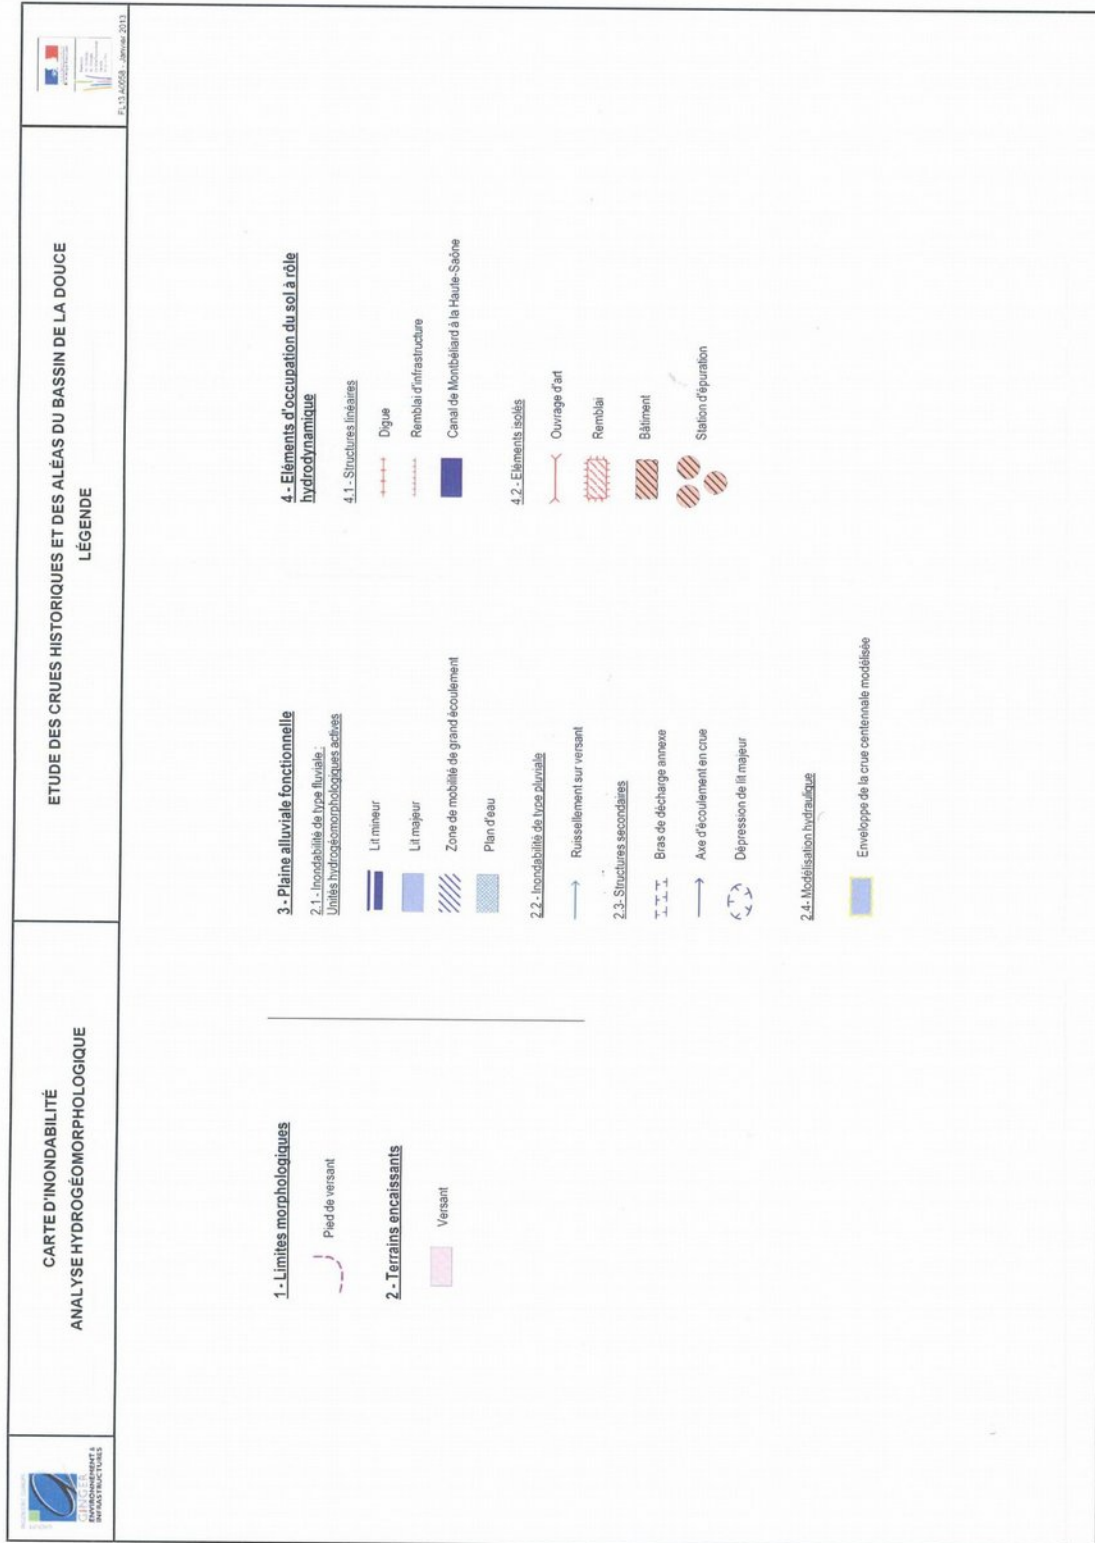 GINGER
ENVIRONNEMENT &
INFRASTRUCTURES
CARTE D'INONDABILITÉ
ANALYSE HYDROGÉOMORPHOLOGIQUE
ETUDE DES CRUES HISTORIQUES ET DES ALÉAS DU BASSIN DE LA DOUCE
LÉGENDE
FL13.A0058 - Janvier 2013
1 - Limites morphologiques
Pied de versant
2 - Terrains encaissants
Versant
3 - Plaine alluviale fonctionnelle
2.1 - Inondabilité de type fluviale :
Unités hydrogéomorphologiques actives
Lit mineur
Lit majeur
Zone de mobilité de grand écoulement
Plan d'eau
2.2 - Inondabilité de type pluviale
Ruissellement sur versant
2.3 - Structures secondaires
Bras de décharge annexe
Axe d'écoulement en crue
Dépression de lit majeur
2.4 - Modélisation hydraulique
Enveloppe de la crue centennale modélisée
4 - Eléments d'occupation du sol à rôle
hydrodynamique
4.1 - Structures linéaires
Digue
Remblai d'infrastructure
Canal de Montbéliard à la Haute-Saône
4.2 - Eléments isolés
Ouvrage d'art
Remblai
Bâtiment
Station d'épuration